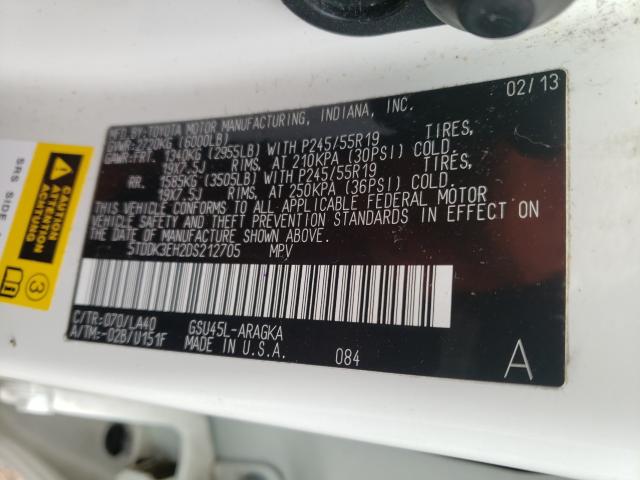 02/13
MFD.BY:TOYOTA MOTOR MANUFACTURING, INDIANA, INC.
GVWR:2720KG (6000LB)
GAWR:FRT. 1340KG (2955LB) WITH P245/55R19 TIRES,
19X7.5J RIMS, AT 210KPA (30PSI) COLD.
RR. 1585KG (3505LB) WITH P245/55R19 TIRES,
19X7.5J RIMS, AT 250KPA (36PSI) COLD.
THIS VEHICLE CONFORMS TO ALL APPLICABLE FEDERAL MOTOR
VEHICLE SAFETY AND THEFT PREVENTION STANDARDS IN EFFECT ON
THE DATE OF MANUFACTURE SHOWN ABOVE.
5TDDK3EH2DS212705 MPV
C/TR:070/LA40 GSU45L-ARAGKA
A/TM:-02B/U151F MADE IN U.S.A. 084
A
SRS SIDE
CAUTION
ATTENTION
3